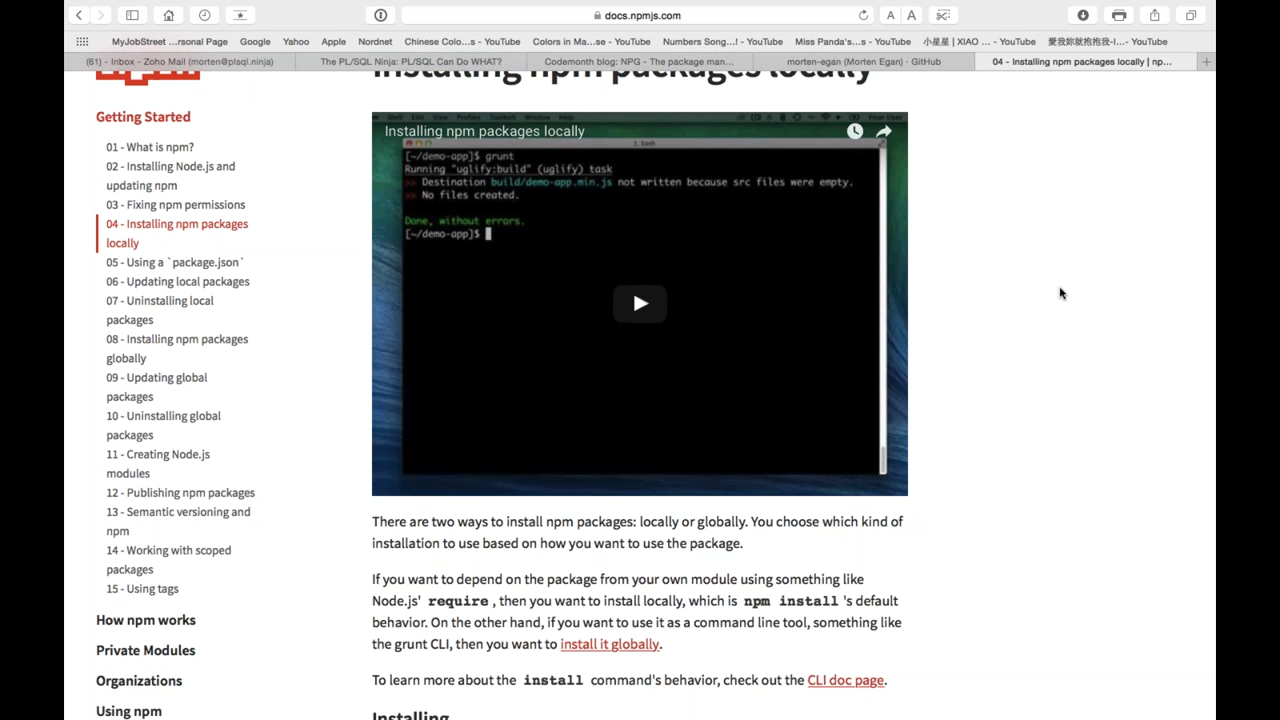 docs.npmjs.com
A A
MyJobStreet ...rsonal Page Google Yahoo Apple Nordnet Chinese Colo...s - YouTube Colors in Ma...se - YouTube Numbers Song...! - YouTube Miss Panda's...s - YouTube 小星星 | XIAO ... - YouTube 愛我妳就抱抱我-I... - YouTube
(61) - Inbox - Zoho Mail (morten@plsql.ninja) The PL/SQL Ninja: PL/SQL Can Do WHAT? Codemonth blog: NPG - The package man... morten-egan (Morten Egan) · GitHub 04 - Installing npm packages locally | np...
Installing npm packages locally
Getting Started
01 - What is npm?
02 - Installing Node.js and
updating npm
03 - Fixing npm permissions
04 - Installing npm packages
locally
05 - Using a `package.json`
06 - Updating local packages
07 - Uninstalling local
packages
08 - Installing npm packages
globally
09 - Updating global
packages
10 - Uninstalling global
packages
11 - Creating Node.js
modules
12 - Publishing npm packages
13 - Semantic versioning and
npm
14 - Working with scoped
packages
15 - Using tags
How npm works
Private Modules
Organizations
Using npm
Installing npm packages locally
1. bash
[~/demo-app]$ grunt
Running "uglify:build" (uglify) task
>> Destination build/demo-app.min.js not written because src files were empty.
>> No files created.
Done, without errors.
[~/demo-app]$
There are two ways to install npm packages: locally or globally. You choose which kind of
installation to use based on how you want to use the package.
If you want to depend on the package from your own module using something like
Node.js' require , then you want to install locally, which is npm install 's default
behavior. On the other hand, if you want to use it as a command line tool, something like
the grunt CLI, then you want to install it globally.
To learn more about the install command's behavior, check out the CLI doc page.
Installing